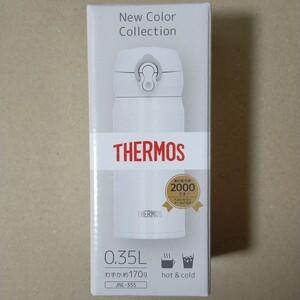 New Color
Collection
THERMOS
2000
0.35L
わずか約170g
JNL-355
hot & cold